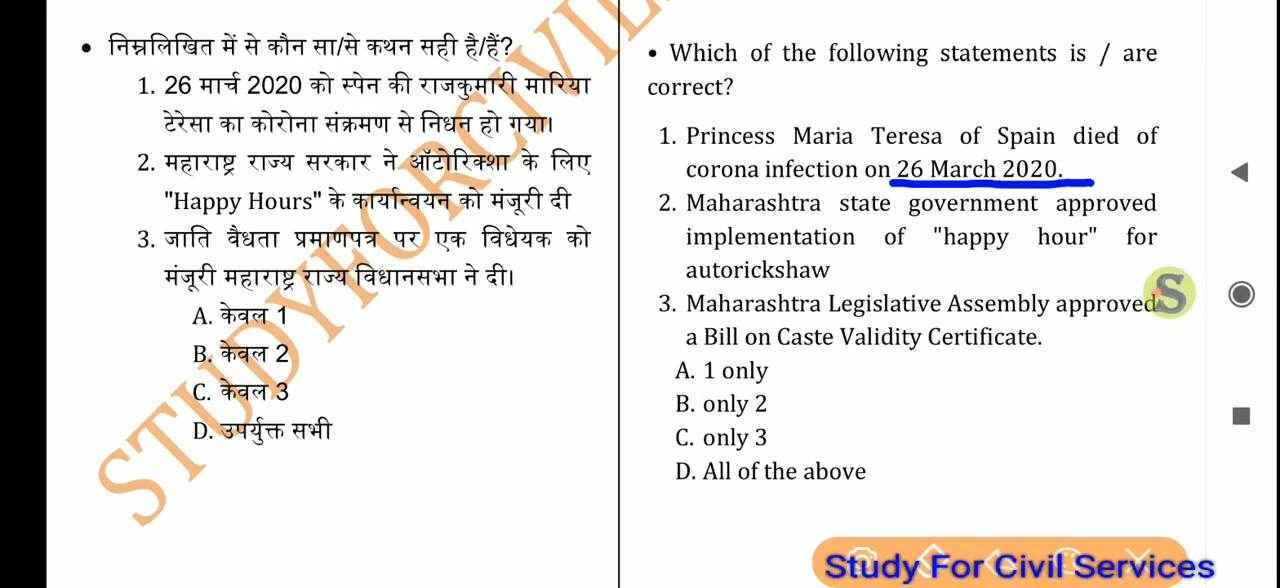 • निम्नलिखित में से कौन सा/से कथन सही है/हैं?
1. 26 मार्च 2020 को स्पेन की राजकुमारी मारिया
टेरेसा का कोरोना संक्रमण से निधन हो गया।
2. महाराष्ट्र राज्य सरकार ने ऑटोरिक्शा के लिए
"Happy Hours" के कार्यान्वयन को मंजूरी दी
3. जाति वैधता प्रमाणपत्र पर एक विधेयक को
मंजूरी महाराष्ट्र राज्य विधानसभा ने दी।
A. केवल 1
B. केवल 2
C. केवल 3
D. उपर्युक्त सभी
• Which of the following statements is / are
correct?
1. Princess Maria Teresa of Spain died of
corona infection on 26 March 2020.
2. Maharashtra state government approved
implementation of "happy hour" for
autorickshaw
3. Maharashtra Legislative Assembly approved
a Bill on Caste Validity Certificate.
A. 1 only
B. only 2
C. only 3
D. All of the above
STUDYFORCIVIL
S
Study For Civil Services